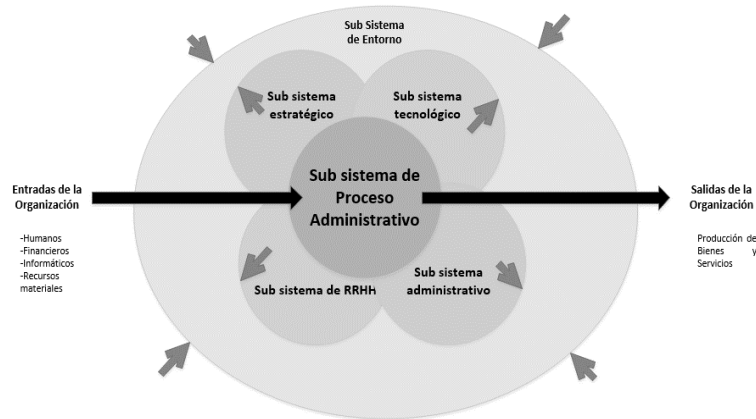 Sub Sistema
de Entorno
Sub sistema
estratégico
Sub sistema
tecnológico
Entradas de la
Organización
-Humanos
-Financieros
-Informáticos
-Recursos
materiales
Sub sistema de
Proceso
Administrativo
Salidas de la
Organización
Producción de
Bienes y
Servicios
Sub sistema de RRHH
Sub sistema
administrativo